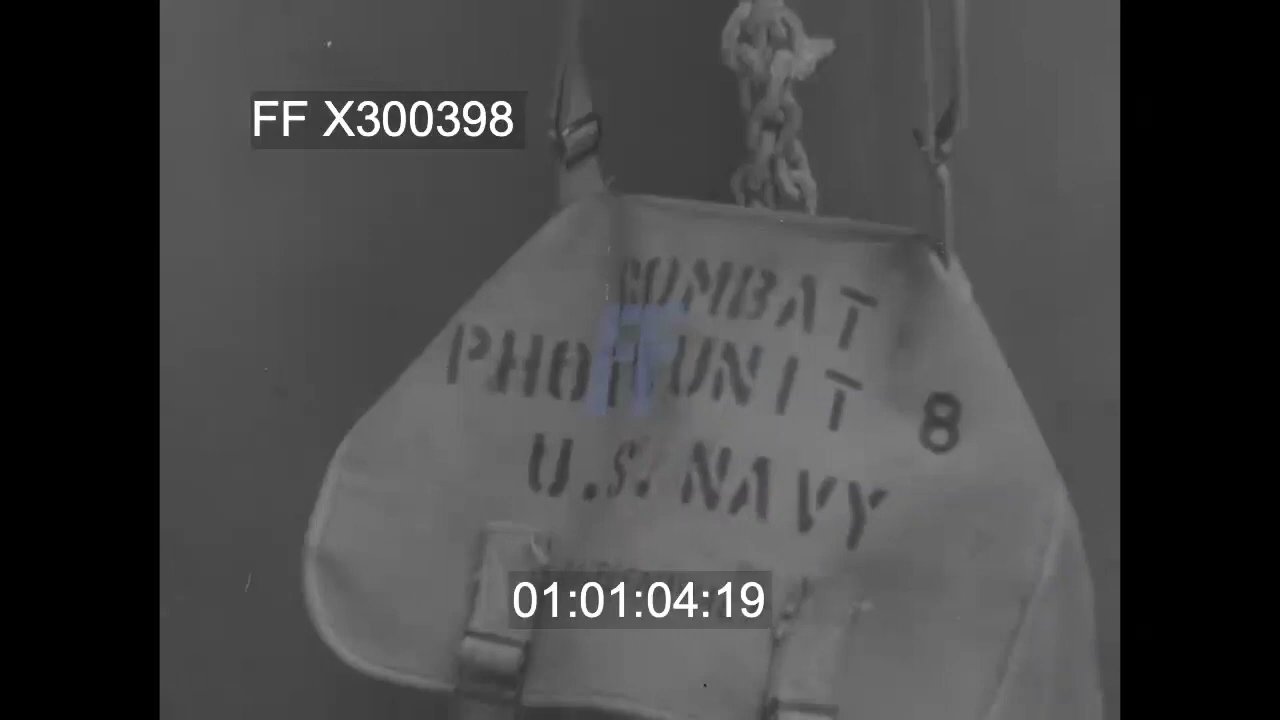 FF X300398
COMBAT
PHOTO UNIT 8
U.S. NAVY
01:01:04:19